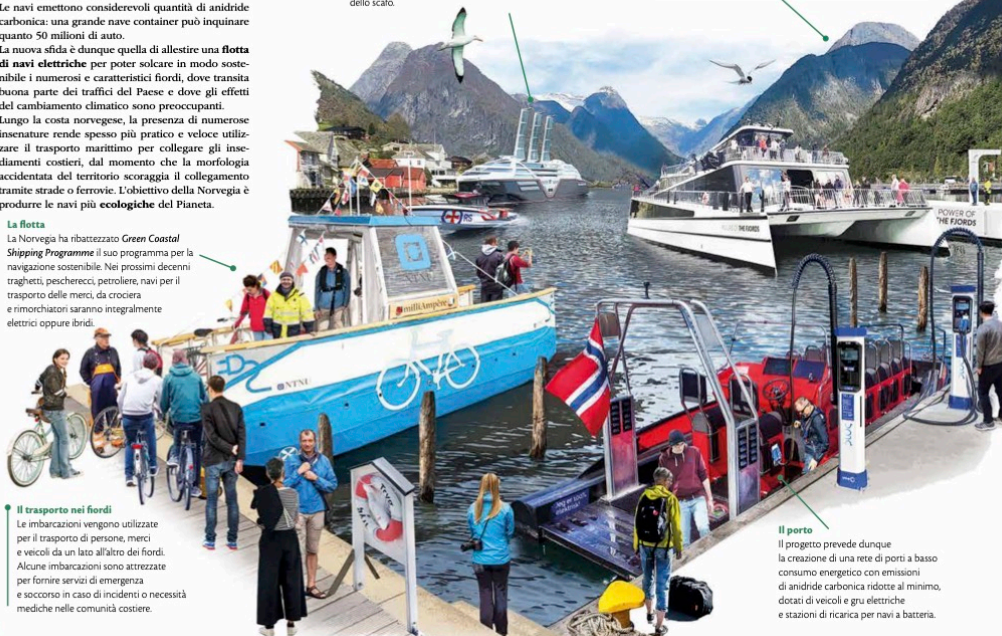 dello scafo.
Le navi emettono considerevoli quantità di anidride
carbonica: una grande nave container può inquinare
quanto 50 milioni di auto.
La nuova sfida è dunque quella di allestire una flotta
di navi elettriche per poter solcare in modo soste-
nibile i numerosi e caratteristici fiordi, dove transita
buona parte dei traffici del Paese e dove gli effetti
del cambiamento climatico sono preoccupanti.
Lungo la costa norvegese, la presenza di numerose
insenature rende spesso più pratico e veloce utiliz-
zare il trasporto marittimo per collegare gli inse-
diamenti costieri, dal momento che la morfologia
accidentata del territorio scoraggia il collegamento
tramite strade o ferrovie. L'obiettivo della Norvegia è
produrre le navi più ecologiche del Pianeta.
La flotta
La Norvegia ha ribattezzato Green Coastal
Shipping Programme il suo programma per la
navigazione sostenibile. Nei prossimi decenni
traghetti, pescherecci, petroliere, navi per il
trasporto delle merci, da crociera
e rimorchiatori saranno integralmente
elettrici oppure ibridi.
RS
THE FJORDS
POWER OF
THE FJORDS
NTNU
milliAmpère
NTNU
Il trasporto nei fiordi
Le imbarcazioni vengono utilizzate
per il trasporto di persone, merci
e veicoli da un lato all'altro dei fiordi.
Alcune imbarcazioni sono attrezzate
per fornire servizi di emergenza
e soccorso in caso di incidenti o necessità
mediche nelle comunità costiere.
Il porto
Il progetto prevede dunque
la creazione di una rete di porti a basso
consumo energetico con emissioni
di anidride carbonica ridotte al minimo,
dotati di veicoli e gru elettriche
e stazioni di ricarica per navi a batteria.